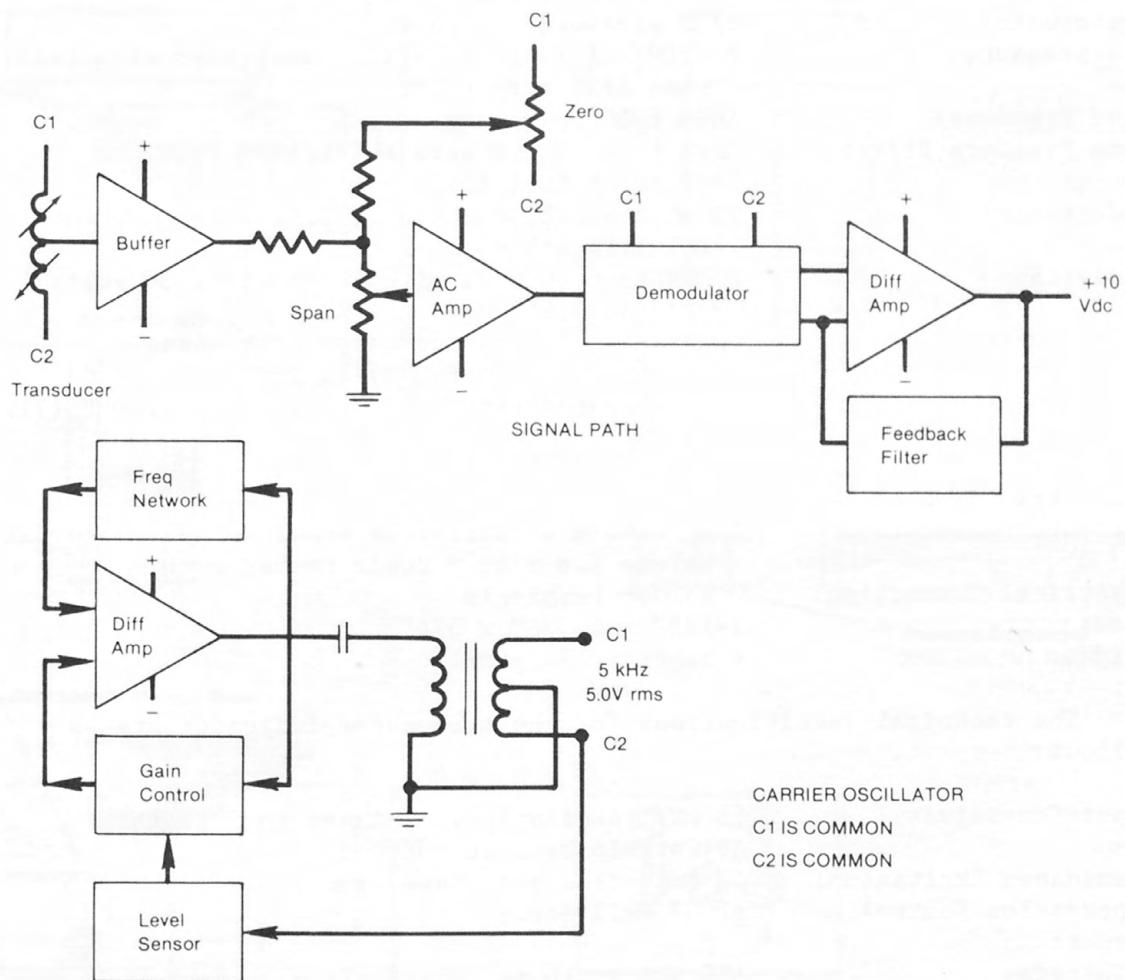 C1
Zero
C1
+
C2
+
C1
C2
+
Buffer
AC
Amp
Demodulator
Diff
Amp
+ 10
Vdc
Span
−
C2
−
−
Transducer
SIGNAL PATH
Feedback
Filter
Freq
Network
+
Diff
Amp
−
C1
5 kHz
5.0V rms
C2
Gain
Control
CARRIER OSCILLATOR
C1 IS COMMON
C2 IS COMMON
Level
Sensor